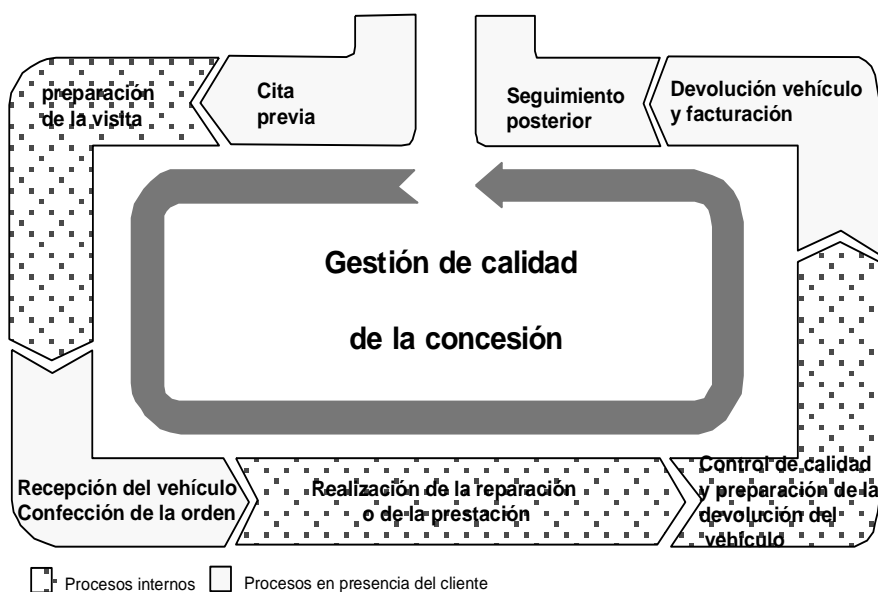 preparación
de la visita
Cita
previa
Seguimiento
posterior
Devolución vehículo
y facturación
Gestión de calidad
de la concesión
Recepción del vehículo
Confección de la orden
Realización de la reparación
o de la prestación
Control de calidad
y preparación de la
devolución del
vehículo
Procesos internos
Procesos en presencia del cliente